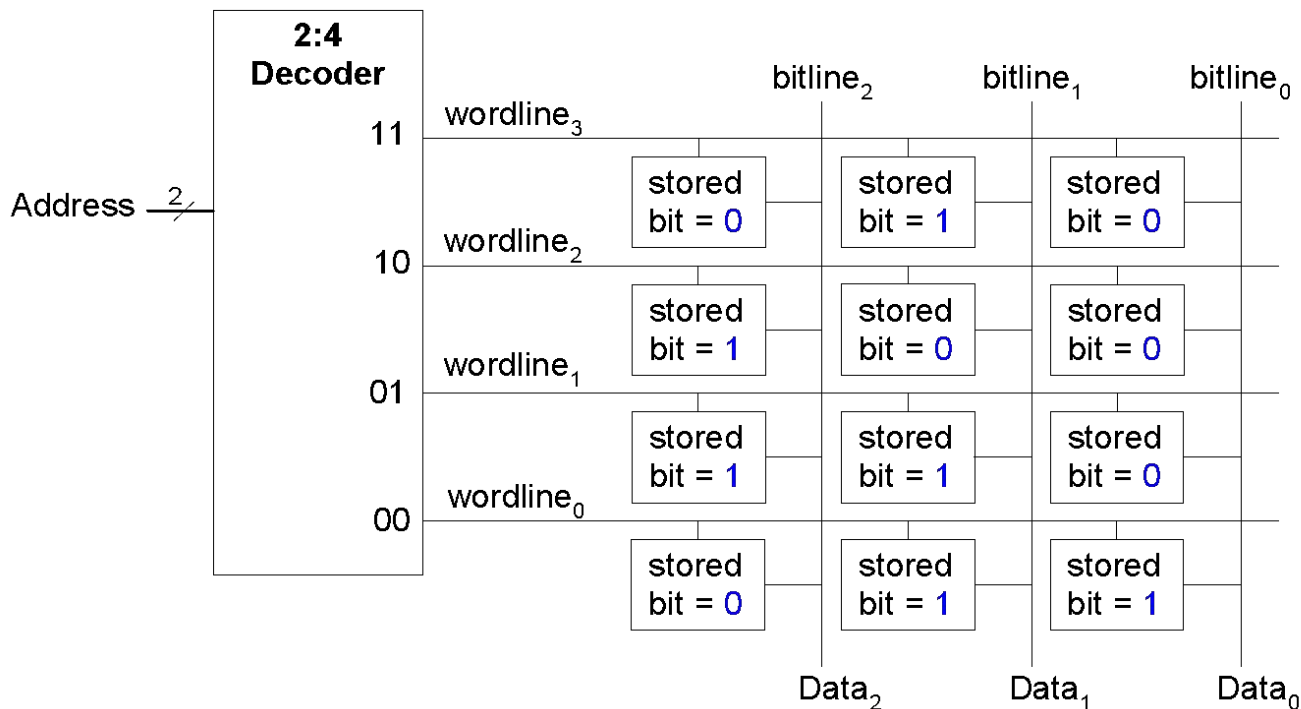 2:4
Decoder
bitline₂ bitline₁ bitline₀
11 wordline₃
Address 2
stored stored stored
bit = 0 bit = 1 bit = 0
10 wordline₂
stored stored stored
bit = 1 bit = 0 bit = 0
01 wordline₁
stored stored stored
bit = 1 bit = 1 bit = 0
00 wordline₀
stored stored stored
bit = 0 bit = 1 bit = 1
Data₂ Data₁ Data₀